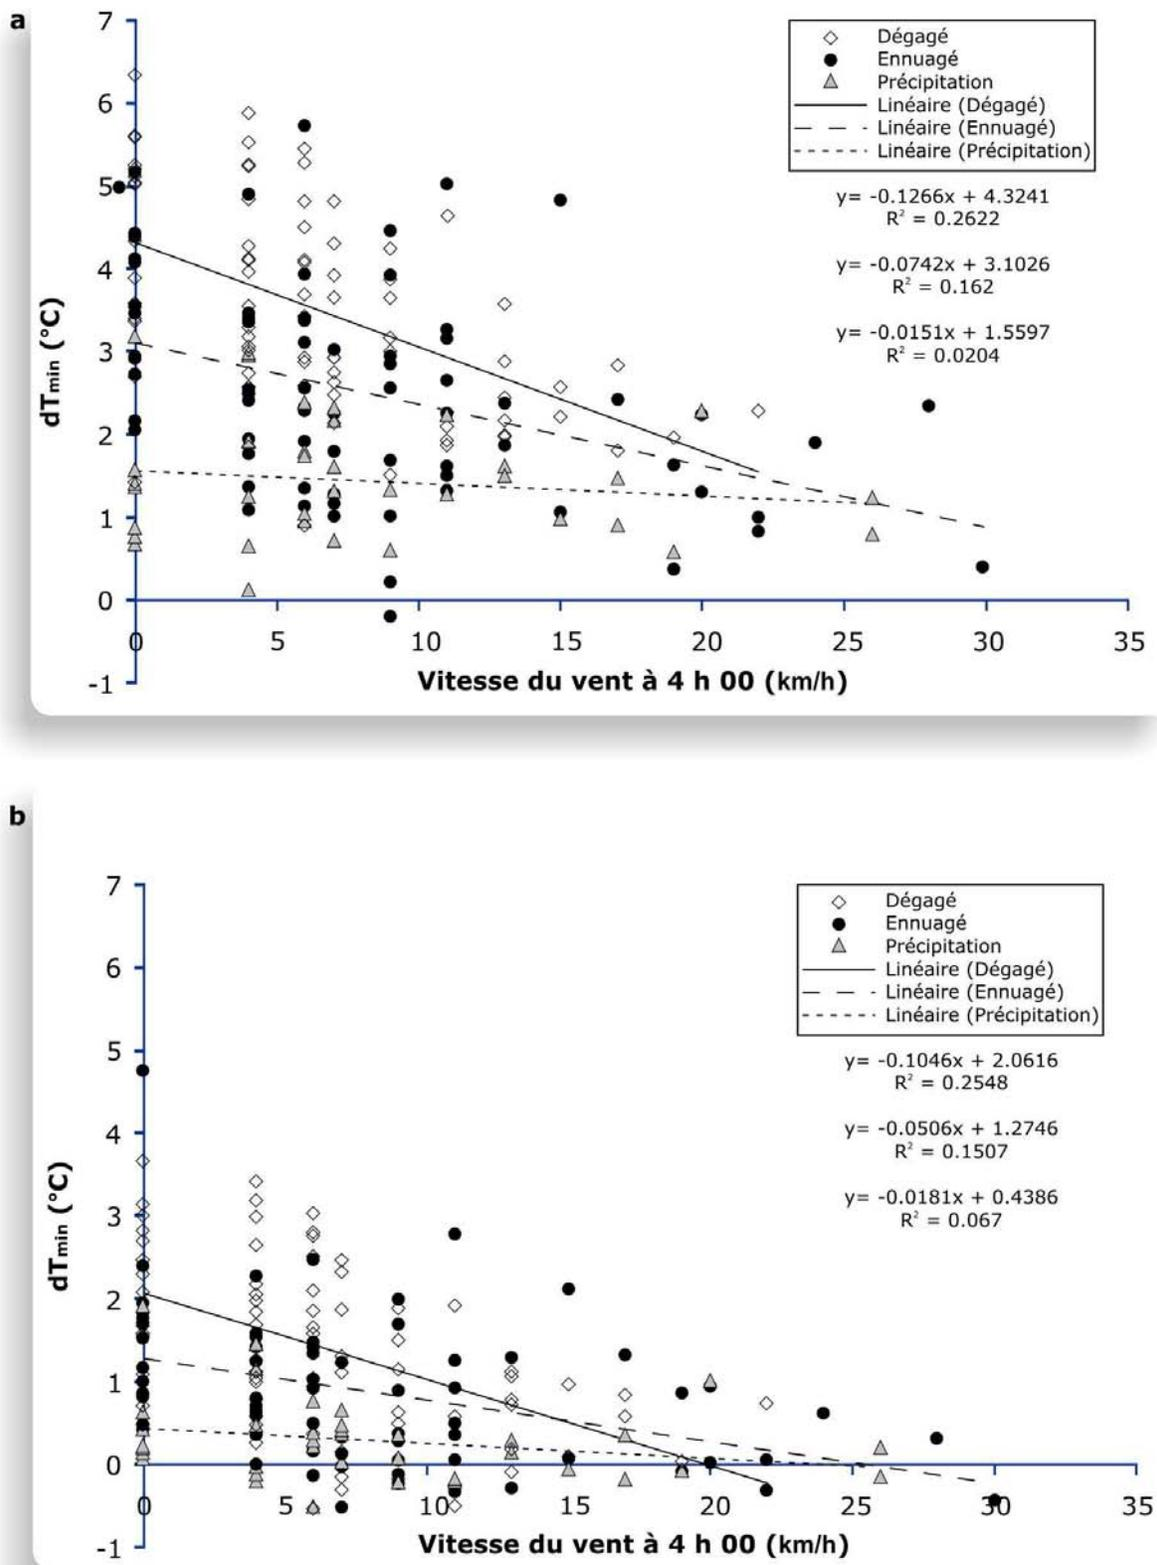 a
7
6
5
4
3
2
1
0
-1
dTmin (°C)
0 5 10 15 20 25 30 35
Vitesse du vent à 4 h 00 (km/h)
Dégagé
Ennuagé
Précipitation
Linéaire (Dégagé)
Linéaire (Ennuagé)
Linéaire (Précipitation)
y= -0.1266x + 4.3241
R² = 0.2622
y= -0.0742x + 3.1026
R² = 0.162
y= -0.0151x + 1.5597
R² = 0.0204
b
7
6
5
4
3
2
1
0
-1
dTmin (°C)
0 5 10 15 20 25 30 35
Vitesse du vent à 4 h 00 (km/h)
Dégagé
Ennuagé
Précipitation
Linéaire (Dégagé)
Linéaire (Ennuagé)
Linéaire (Précipitation)
y= -0.1046x + 2.0616
R² = 0.2548
y= -0.0506x + 1.2746
R² = 0.1507
y= -0.0181x + 0.4386
R² = 0.067